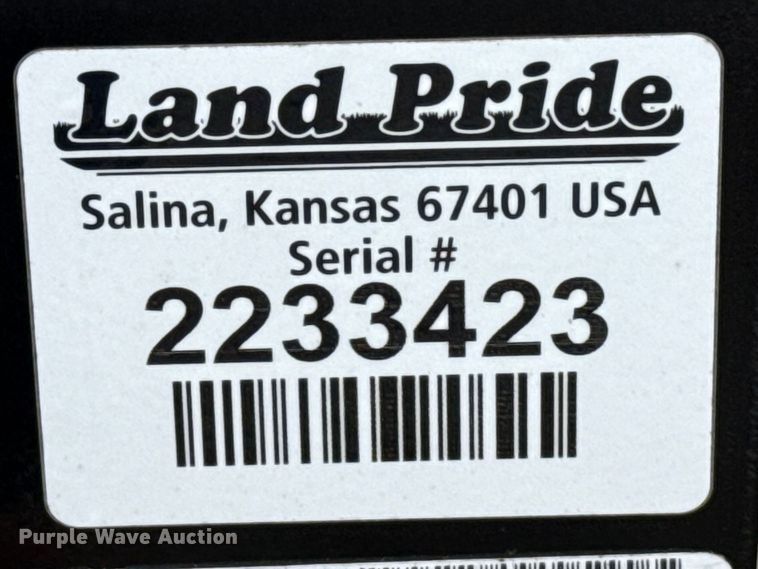 Land Pride
Salina, Kansas 67401 USA
Serial #
2233423
Purple Wave Auction